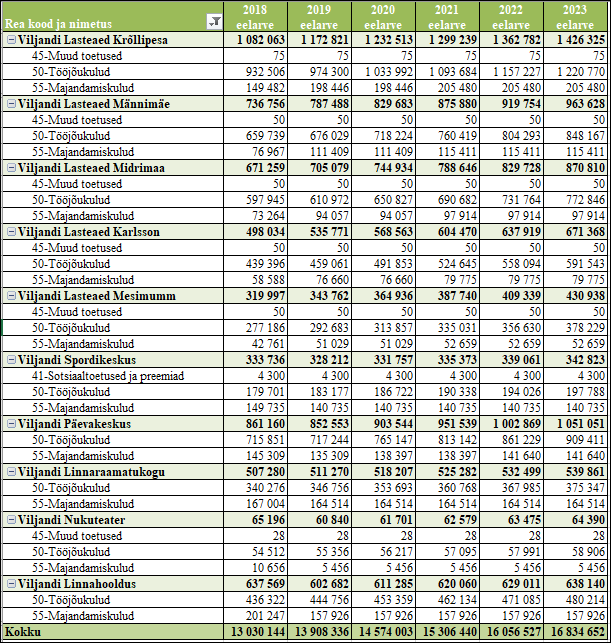 Rea kood ja nimetus 2018 eelarve 2019 eelarve 2020 eelarve 2021 eelarve 2022 eelarve 2023 eelarve
Viljandi Lasteaed Krõllipesa 1 082 063 1 172 821 1 232 513 1 299 239 1 362 782 1 426 325
45-Muud toetused 75 75 75 75 75 75
50-Tööjõukulud 932 506 974 300 1 033 992 1 093 684 1 157 227 1 220 770
55-Majandamiskulud 149 482 198 446 198 446 205 480 205 480 205 480
Viljandi Lasteaed Männimäe 736 756 787 488 829 683 875 880 919 754 963 628
45-Muud toetused 50 50 50 50 50 50
50-Tööjõukulud 659 739 676 029 718 224 760 419 804 293 848 167
55-Majandamiskulud 76 967 111 409 111 409 115 411 115 411 115 411
Viljandi Lasteaed Midrimaa 671 259 705 079 744 934 788 646 829 728 870 810
45-Muud toetused 50 50 50 50 50 50
50-Tööjõukulud 597 945 610 972 650 827 690 682 731 764 772 846
55-Majandamiskulud 73 264 94 057 94 057 97 914 97 914 97 914
Viljandi Lasteaed Karlsson 498 034 535 771 568 563 604 470 637 919 671 368
45-Muud toetused 50 50 50 50 50 50
50-Tööjõukulud 439 396 459 061 491 853 524 645 558 094 591 543
55-Majandamiskulud 58 588 76 660 76 660 79 775 79 775 79 775
Viljandi Lasteaed Mesimumm 319 997 343 762 364 936 387 740 409 339 430 938
45-Muud toetused 50 50 50 50 50 50
50-Tööjõukulud 277 186 292 683 313 857 335 031 356 630 378 229
55-Majandamiskulud 42 761 51 029 51 029 52 659 52 659 52 659
Viljandi Spordikeskus 333 736 328 212 331 757 335 373 339 061 342 823
41-Sotsiaaltoetused ja preemiad 4 300 4 300 4 300 4 300 4 300 4 300
50-Tööjõukulud 179 701 183 177 186 722 190 338 194 026 197 788
55-Majandamiskulud 149 735 140 735 140 735 140 735 140 735 140 735
Viljandi Päevakeskus 861 160 852 553 903 544 951 539 1 002 869 1 051 051
50-Tööjõukulud 715 851 717 244 765 147 813 142 861 229 909 411
55-Majandamiskulud 145 309 135 309 138 397 138 397 141 640 141 640
Viljandi Linnaraamatukogu 507 280 511 270 518 207 525 282 532 499 539 861
50-Tööjõukulud 340 276 346 756 353 693 360 768 367 985 375 347
55-Majandamiskulud 167 004 164 514 164 514 164 514 164 514 164 514
Viljandi Nukuteater 65 196 60 840 61 701 62 579 63 475 64 390
45-Muud toetused 28 28 28 28 28 28
50-Tööjõukulud 54 512 55 356 56 217 57 095 57 991 58 906
55-Majandamiskulud 10 656 5 456 5 456 5 456 5 456 5 456
Viljandi Linnahooldus 637 569 602 682 611 285 620 060 629 011 638 140
50-Tööjõukulud 436 322 444 756 453 359 462 134 471 085 480 214
55-Majandamiskulud 201 247 157 926 157 926 157 926 157 926 157 926
Kokku 13 030 144 13 908 336 14 574 003 15 306 440 16 056 527 16 834 652